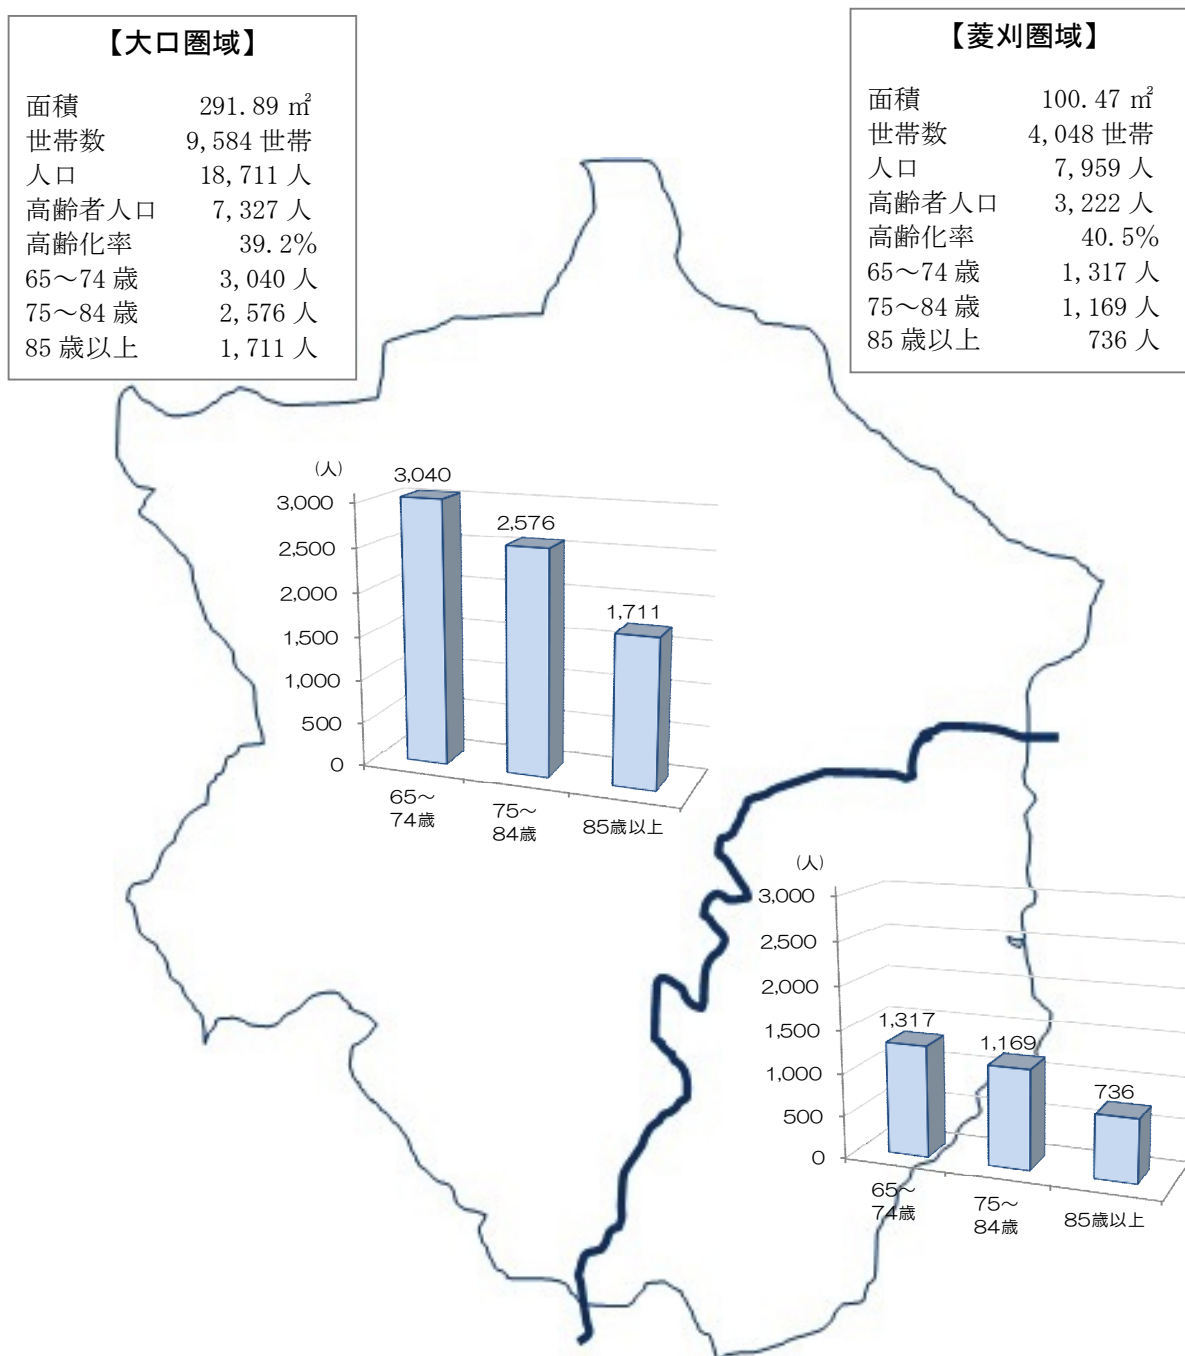 【大口圏域】
面積 291.89 ㎡
世帯数 9,584 世帯
人口 18,711 人
高齢者人口 7,327 人
高齢化率 39.2%
65～74 歳 3,040 人
75～84 歳 2,576 人
85 歳以上 1,711 人
【菱刈圏域】
面積 100.47 ㎡
世帯数 4,048 世帯
人口 7,959 人
高齢者人口 3,222 人
高齢化率 40.5%
65～74 歳 1,317 人
75～84 歳 1,169 人
85 歳以上 736 人
(人)
3,000
2,500
2,000
1,500
1,000
500
0
3,040
2,576
1,711
65～
74歳
75～
84歳
85歳以上
(人)
3,000
2,500
2,000
1,500
1,000
500
0
1,317
1,169
736
65～
74歳
75～
84歳
85歳以上